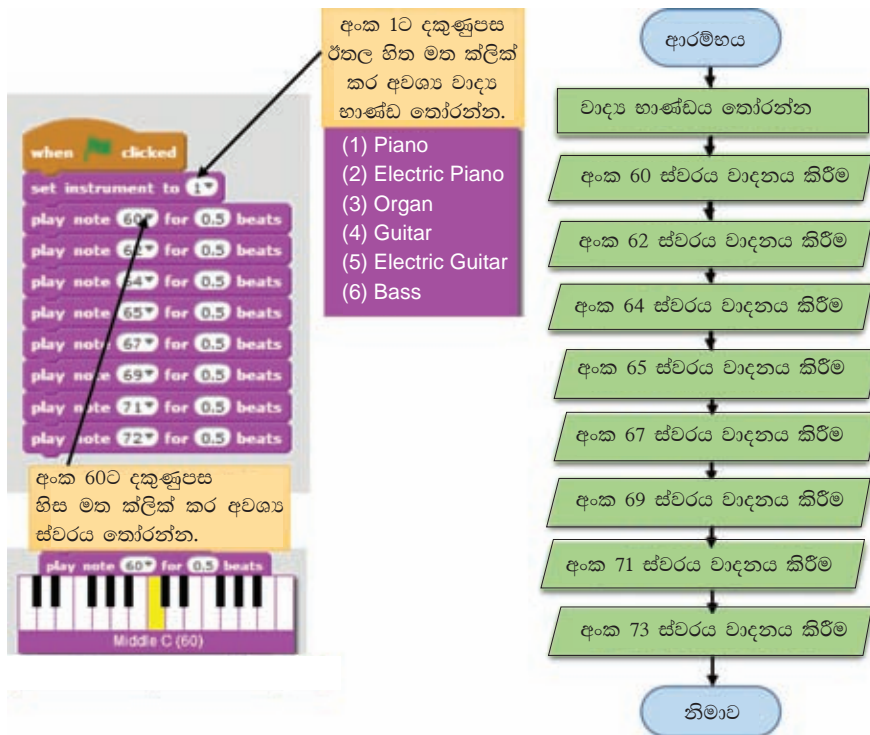 අංක 1ට දකුණුපස
ඊතල හිත මත ක්ලික්
කර අවශ්‍ය වාද්‍ය
භාණ්ඩ තෝරන්න.
(1) Piano
(2) Electric Piano
(3) Organ
(4) Guitar
(5) Electric Guitar
(6) Bass
when clicked
set instrument to 1
play note 60 for 0.5 beats
play note 62 for 0.5 beats
play note 64 for 0.5 beats
play note 65 for 0.5 beats
play note 67 for 0.5 beats
play note 69 for 0.5 beats
play note 71 for 0.5 beats
play note 72 for 0.5 beats
අංක 60ට දකුණුපස
හිස මත ක්ලික් කර අවශ්‍ය
ස්වරය තෝරන්න.
play note 60 for 0.5 beats
Middle C (60)
ආරම්භය
වාද්‍ය භාණ්ඩය තෝරන්න
අංක 60 ස්වරය වාදනය කිරීම
අංක 62 ස්වරය වාදනය කිරීම
අංක 64 ස්වරය වාදනය කිරීම
අංක 65 ස්වරය වාදනය කිරීම
අංක 67 ස්වරය වාදනය කිරීම
අංක 69 ස්වරය වාදනය කිරීම
අංක 71 ස්වරය වාදනය කිරීම
අංක 73 ස්වරය වාදනය කිරීම
නිමාව